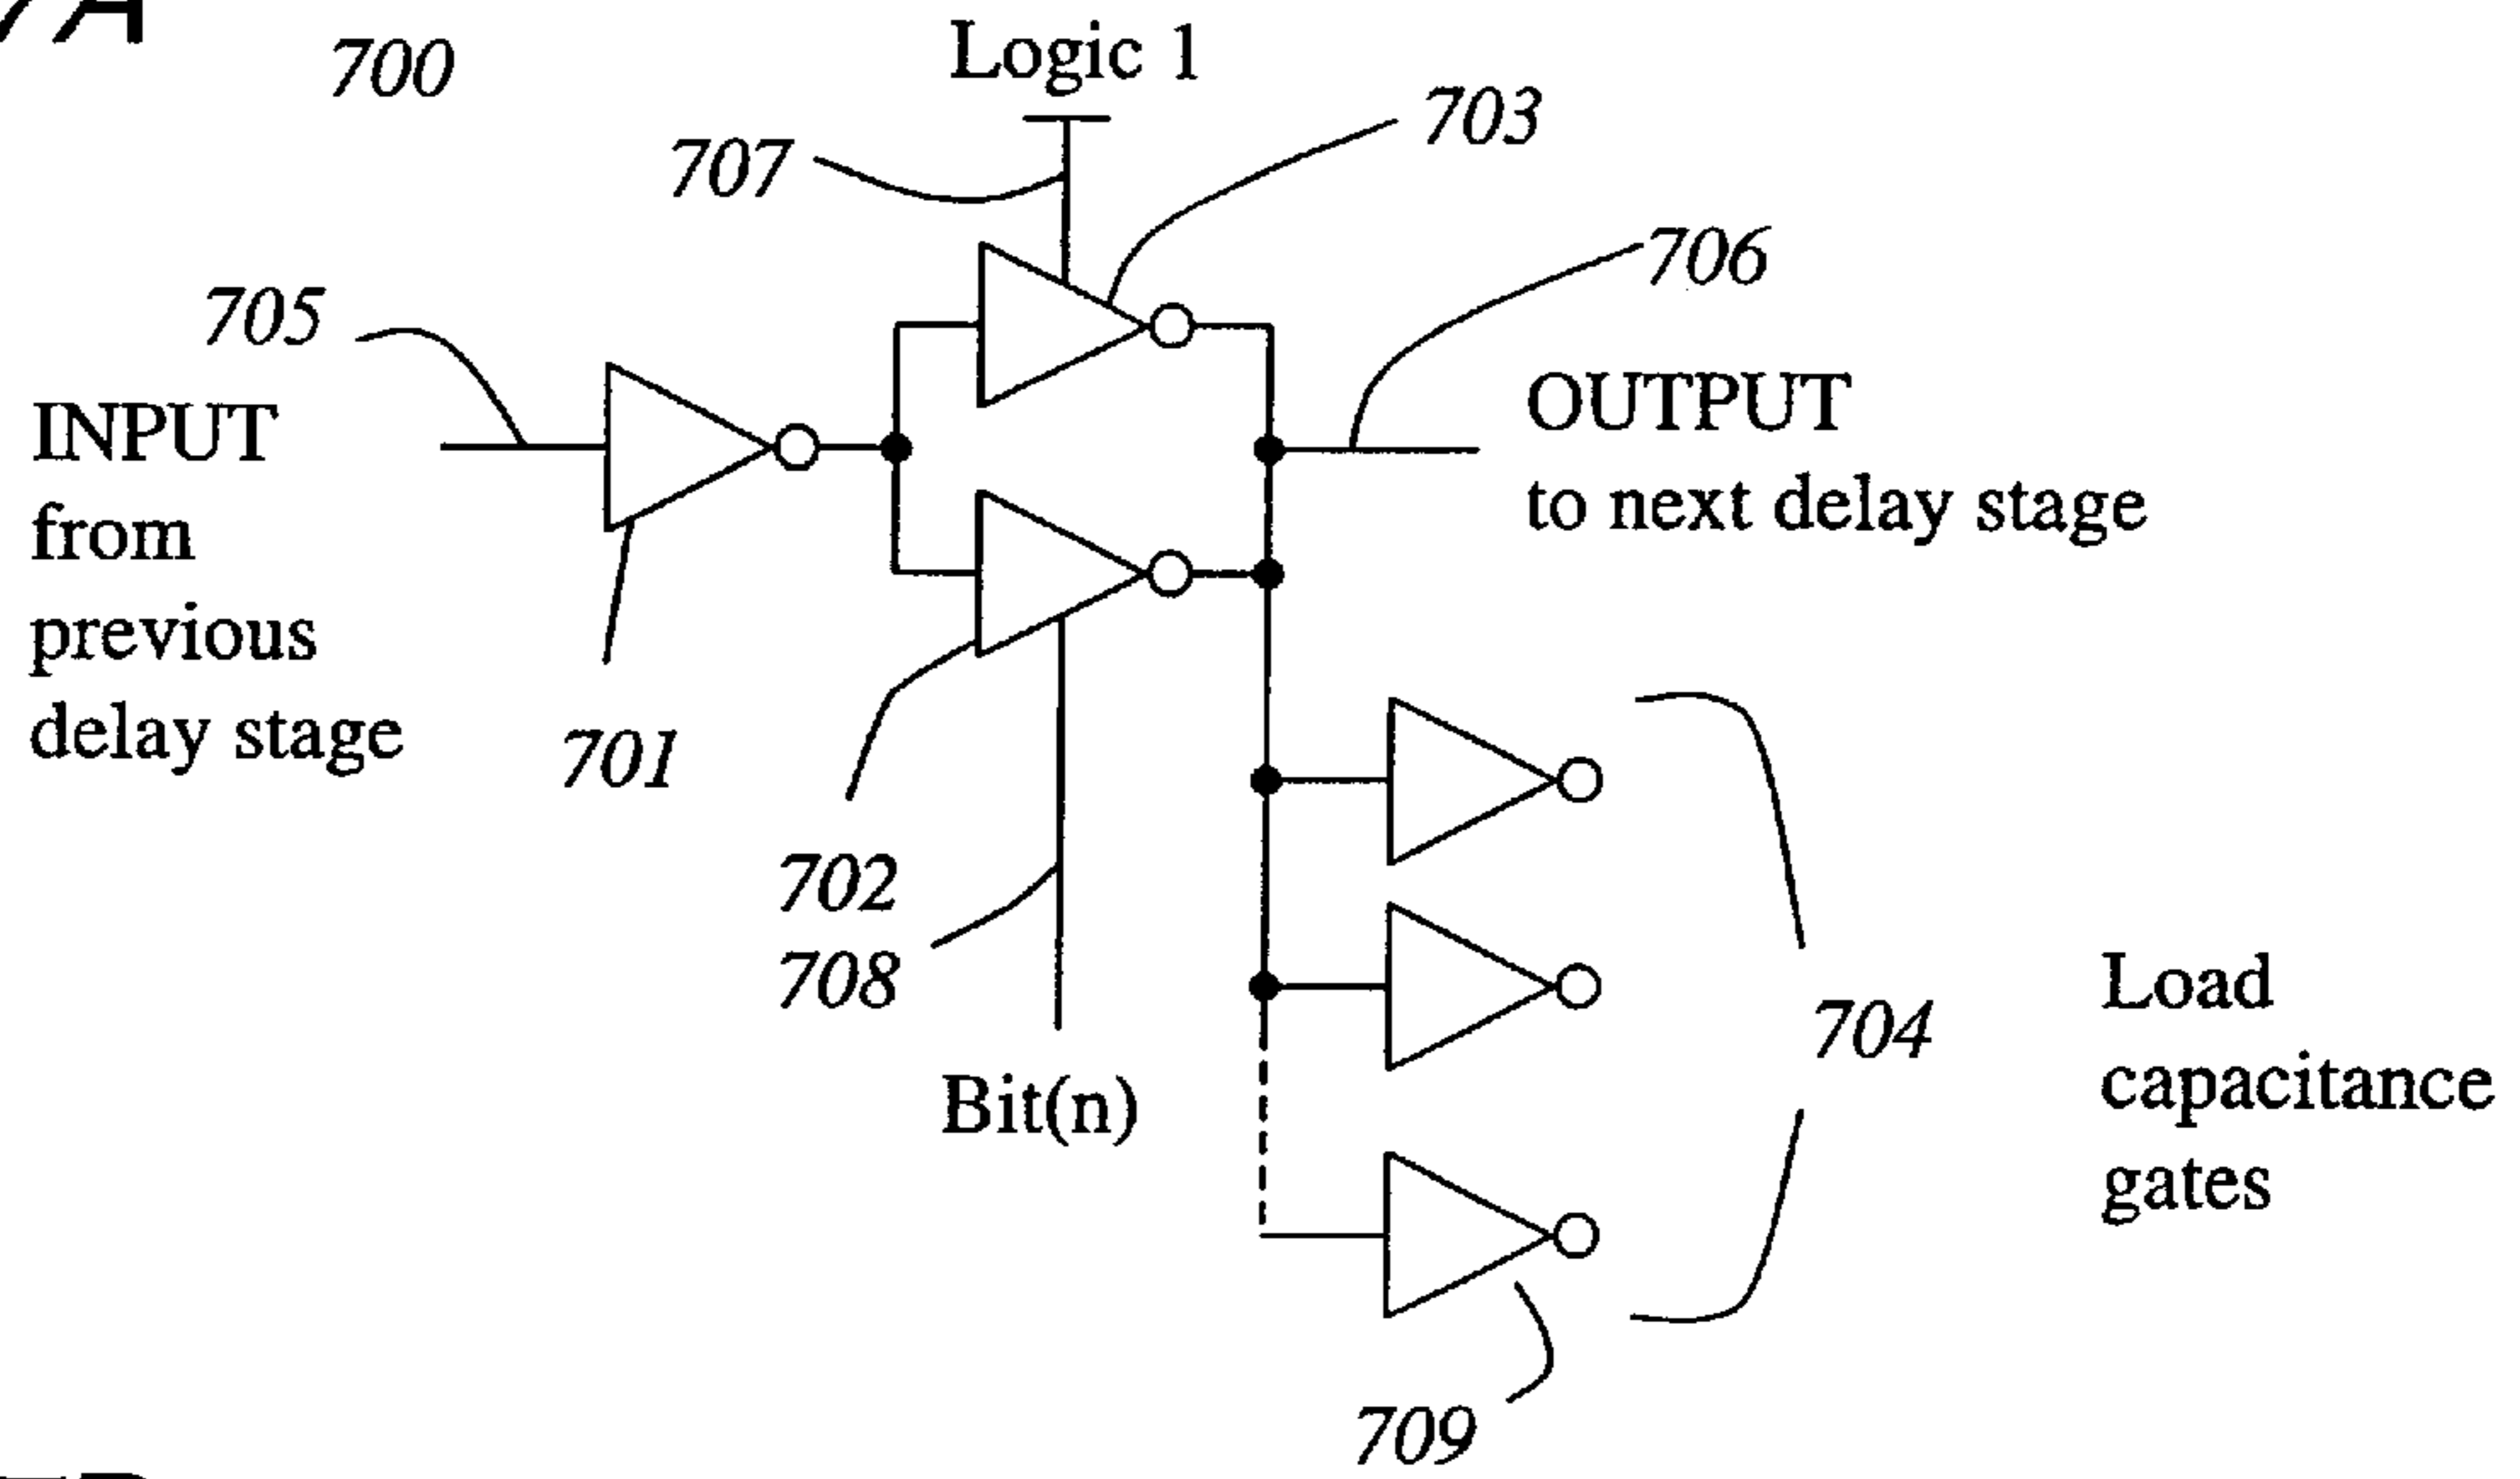 7A
700
Logic 1
703
707
706
705
INPUT
from
previous
delay stage
OUTPUT
to next delay stage
701
702
708
Bit(n)
704
Load
capacitance
gates
709